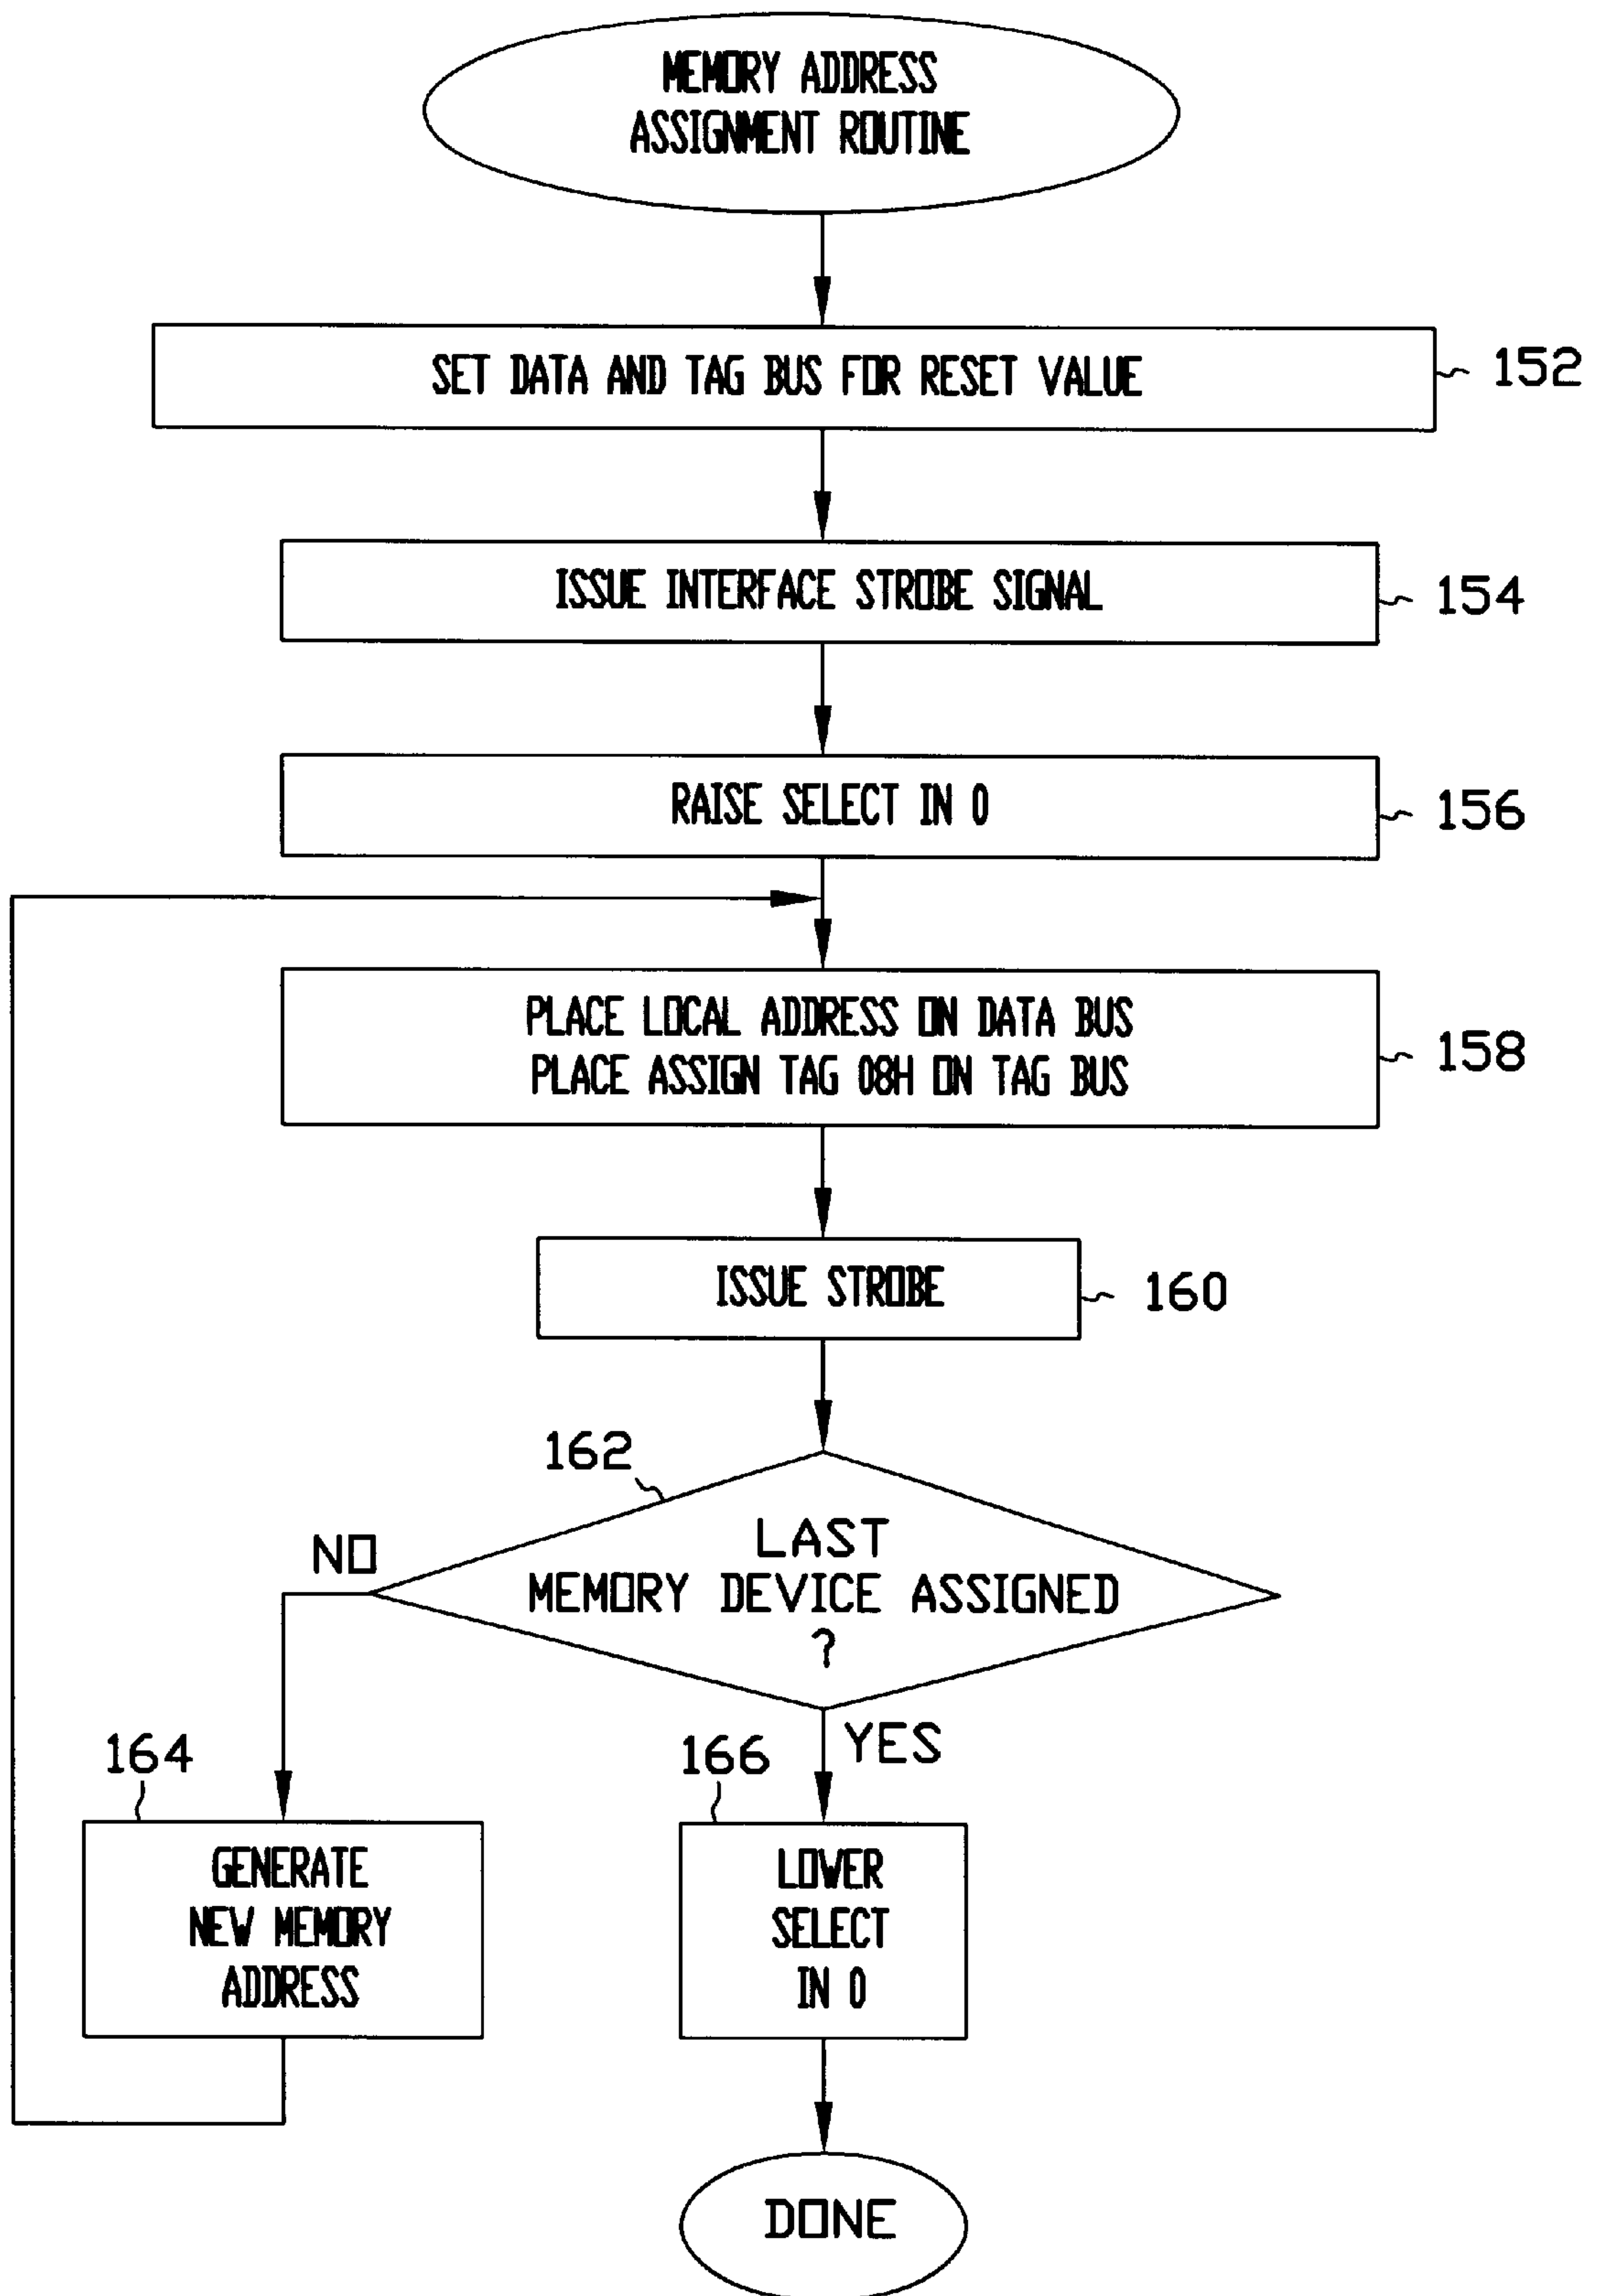 MEMORY ADDRESS
ASSIGNMENT ROUTINE
SET DATA AND TAG BUS FOR RESET VALUE
152
ISSUE INTERFACE STROBE SIGNAL
154
RAISE SELECT IN 0
156
PLACE LOCAL ADDRESS ON DATA BUS
PLACE ASSIGN TAG 08H ON TAG BUS
158
ISSUE STROBE
160
162
LAST
MEMORY DEVICE ASSIGNED
?
NO
YES
164
GENERATE
NEW MEMORY
ADDRESS
166
LOWER
SELECT
IN 0
DONE